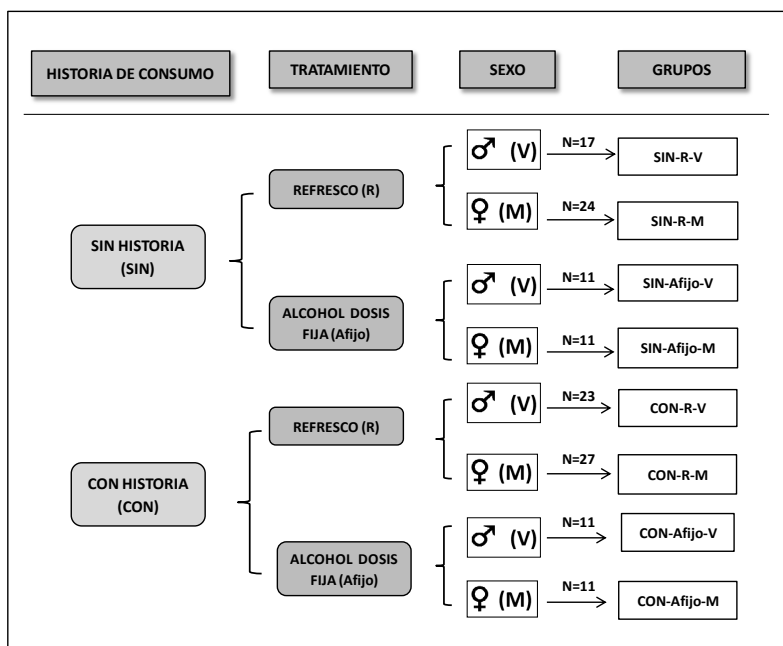 HISTORIA DE CONSUMO
TRATAMIENTO
SEXO
GRUPOS
SIN HISTORIA
(SIN)
REFRESCO (R)
♂ (V)
N=17
SIN-R-V
♀ (M)
N=24
SIN-R-M
ALCOHOL DOSIS
FIJA (Afijo)
♂ (V)
N=11
SIN-Afijo-V
♀ (M)
N=11
SIN-Afijo-M
CON HISTORIA
(CON)
REFRESCO (R)
♂ (V)
N=23
CON-R-V
♀ (M)
N=27
CON-R-M
ALCOHOL DOSIS
FIJA (Afijo)
♂ (V)
N=11
CON-Afijo-V
♀ (M)
N=11
CON-Afijo-M